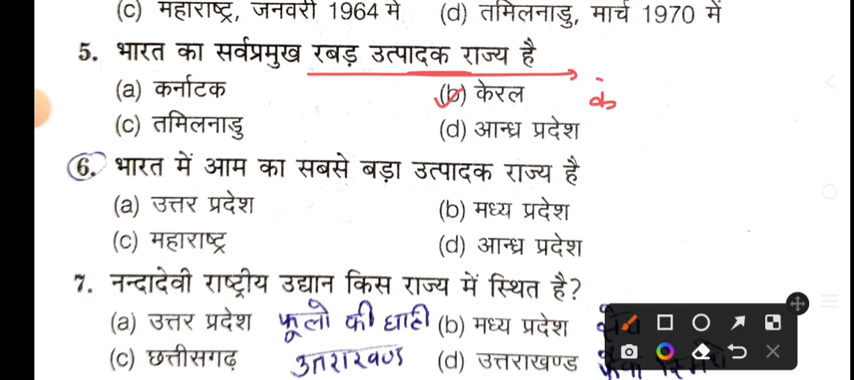 (c) महाराष्ट्र, जनवरी 1964 में (d) तमिलनाडु, मार्च 1970 में
5. भारत का सर्वप्रमुख रबड़ उत्पादक राज्य है
(a) कर्नाटक (b) केरल
(c) तमिलनाडु (d) आन्ध्र प्रदेश
6. भारत में आम का सबसे बड़ा उत्पादक राज्य है
(a) उत्तर प्रदेश (b) मध्य प्रदेश
(c) महाराष्ट्र (d) आन्ध्र प्रदेश
7. नन्दादेवी राष्ट्रीय उद्यान किस राज्य में स्थित है?
(a) उत्तर प्रदेश फूलो की घाटी (b) मध्य प्रदेश
(c) छत्तीसगढ़ उत्तराखण्ड (d) उत्तराखण्ड